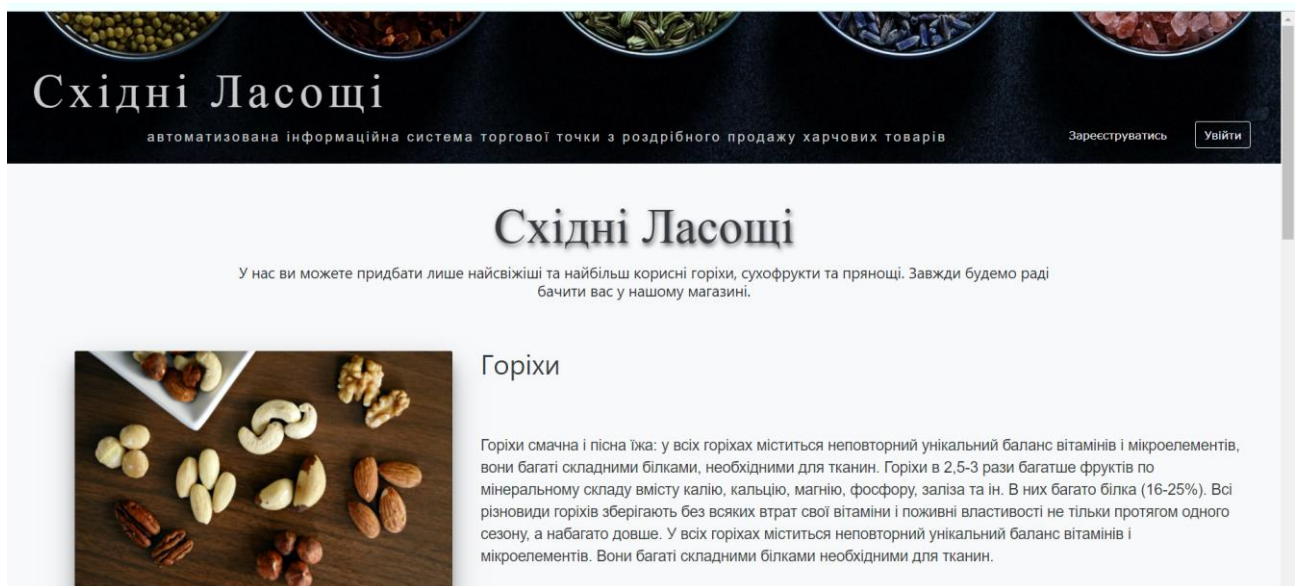 Східні Ласощі
автоматизована інформаційна система торгової точки з роздрібного продажу харчових товарів
Зареєструватись
Увійти
Східні Ласощі
У нас ви можете придбати лише найсвіжіші та найбільш корисні горіхи, сухофрукти та прянощі. Завжди будемо раді
бачити вас у нашому магазині.
Горіхи
Горіхи смачна і пісна їжа: у всіх горіхах міститься неповторний унікальний баланс вітамінів і мікроелементів,
вони багаті складними білками, необхідними для тканин. Горіхи в 2,5-3 рази багатше фруктів по
мінеральному складу вмісту калію, кальцію, магнію, фосфору, заліза та ін. В них багато білка (16-25%). Всі
різновиди горіхів зберігають без всяких втрат свої вітаміни і поживні властивості не тільки протягом одного
сезону, а набагато довше. У всіх горіхах міститься неповторний унікальний баланс вітамінів і
мікроелементів. Вони багаті складними білками необхідними для тканин.